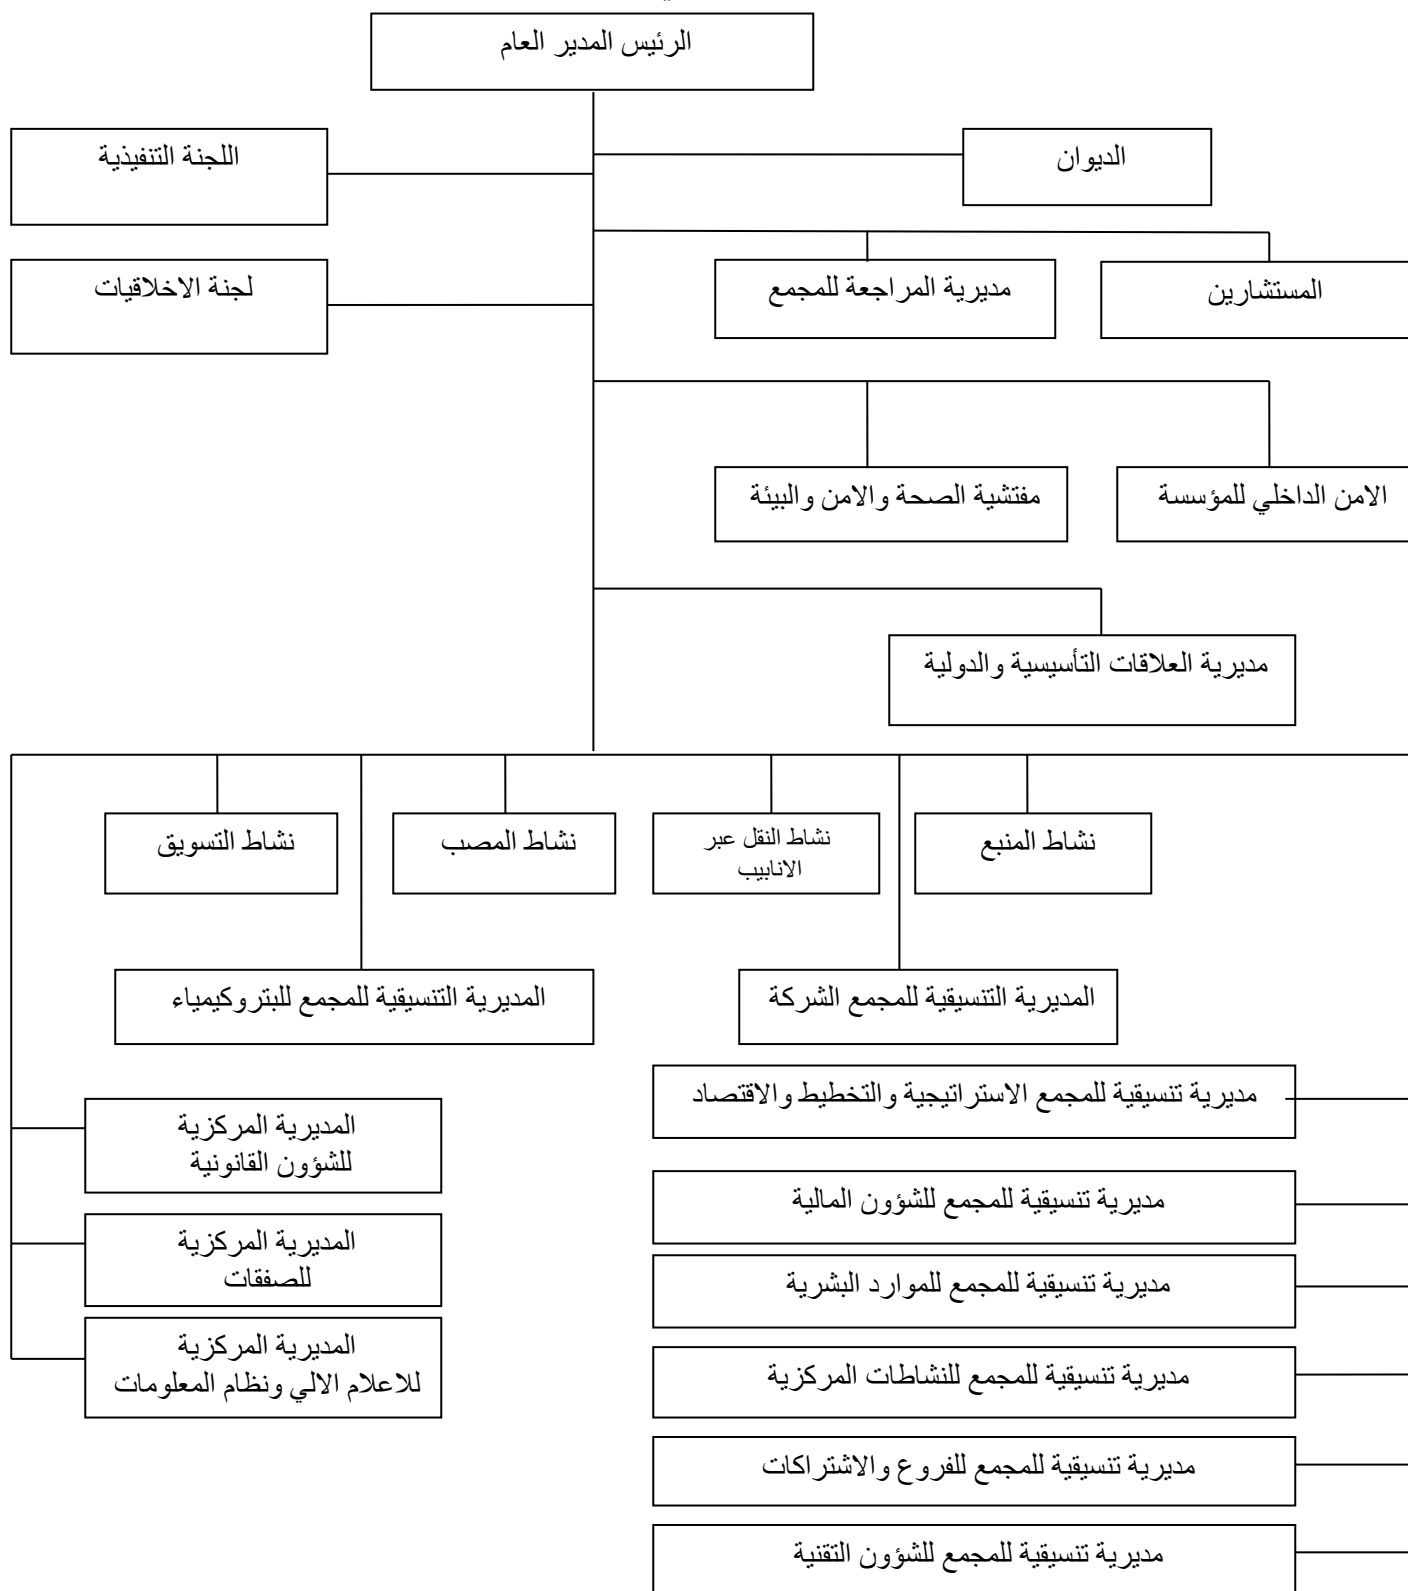 الرئيس المدير العام
الديوان
اللجنة التنفيذية
المستشارين
مديرية المراجعة للمجمع
لجنة الاخلاقيات
الامن الداخلي للمؤسسة
مفتشية الصحة والامن والبيئة
مديرية العلاقات التأسيسية والدولية
نشاط المنبع
نشاط النقل عبر
الانابيب
نشاط المصب
نشاط التسويق
المديرية التنسيقية للمجمع الشركة
المديرية التنسيقية للمجمع للبتروكيمياء
مديرية تنسيقية للمجمع الاستراتيجية والتخطيط والاقتصاد
مديرية تنسيقية للمجمع للشؤون المالية
مديرية تنسيقية للمجمع للموارد البشرية
مديرية تنسيقية للمجمع للنشاطات المركزية
مديرية تنسيقية للمجمع للفروع والاشتراكات
مديرية تنسيقية للمجمع للشؤون التقنية
المديرية المركزية
للشؤون القانونية
المديرية المركزية
للصفقات
المديرية المركزية
للاعلام الالي ونظام المعلومات